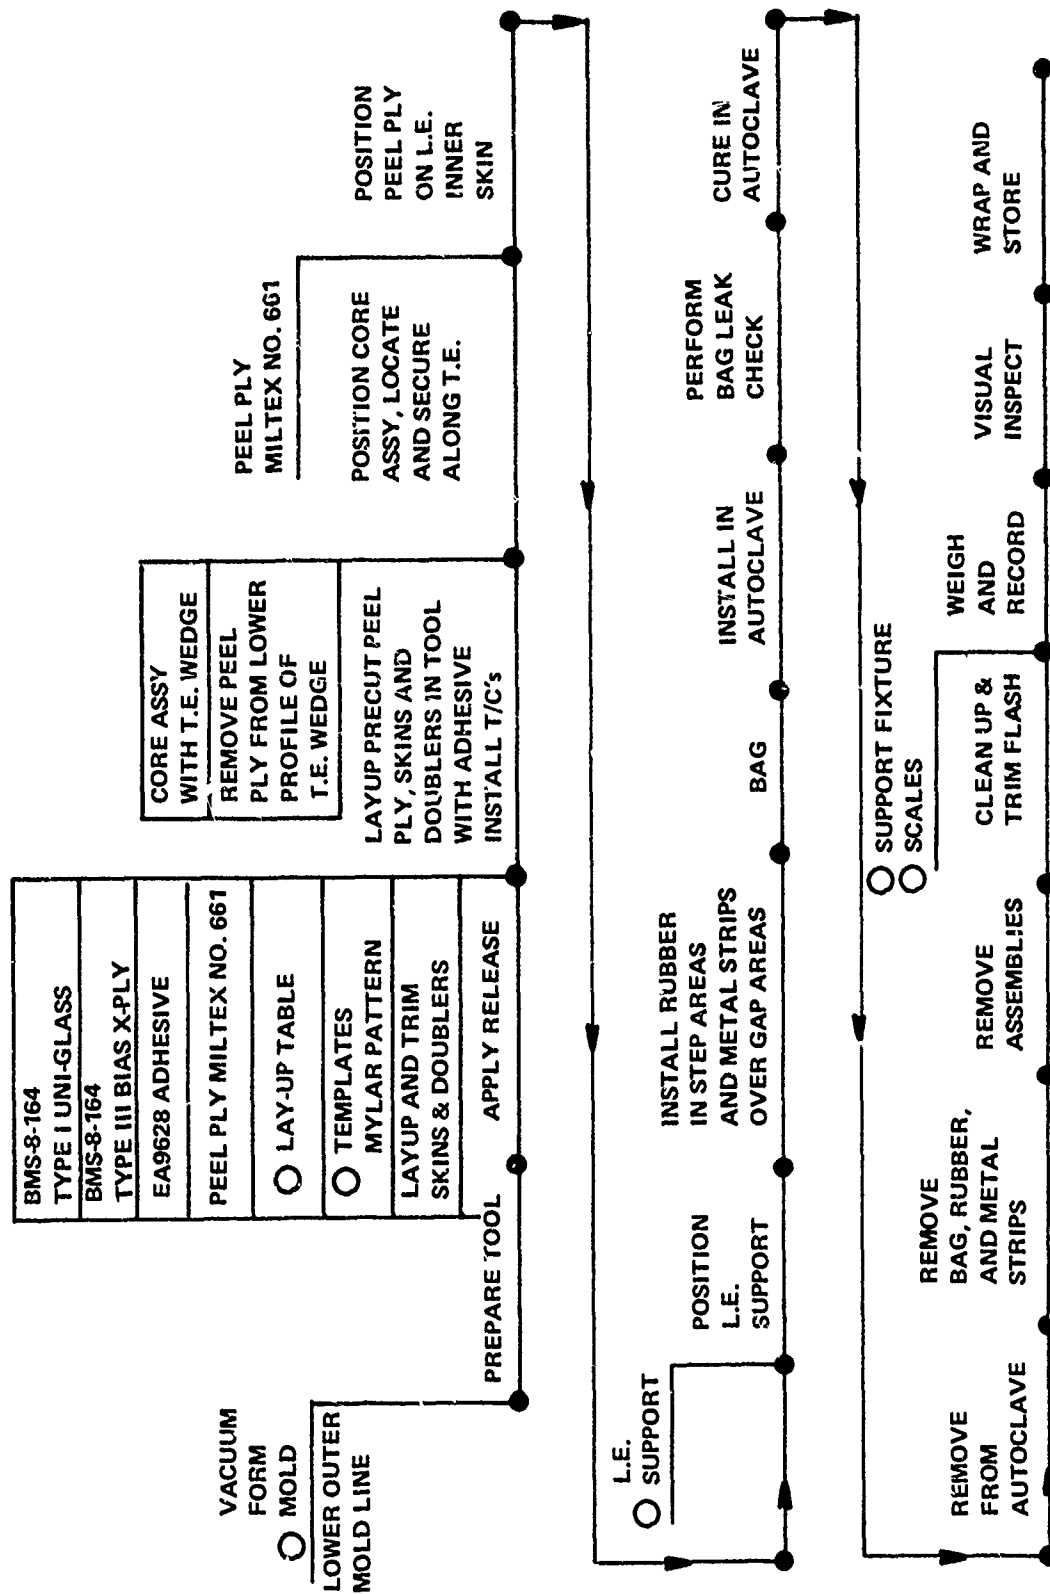 VACUUM
FORM
MOLD
LOWER OUTER
MOLD LINE
PREPARE TOOL
BMS-8-164
TYPE I UNI-GLASS
BMS-8-164
TYPE III BIAS X-PLY
EA9628 ADHESIVE
PEEL PLY MILTEX NO. 661
LAY-UP TABLE
TEMPLATES
MYLAR PATTERN
LAYUP AND TRIM
SKINS & DOUBLERS
APPLY RELEASE
CORE ASSY
WITH T.E. WEDGE
REMOVE PEEL
PLY FROM LOWER
PROFILE OF
T.E. WEDGE
LAYUP PRECUT PEEL
PLY, SKINS AND
DOUBLERS IN TOOL
WITH ADHESIVE
INSTALL T/C's
PEEL PLY
MILTEX NO. 661
POSITION CORE
ASSY, LOCATE
AND SECURE
ALONG T.E.
POSITION
PEEL PLY
ON L.E.
INNER
SKIN
L.E.
SUPPORT
POSITION
L.E.
SUPPORT
INSTALL RUBBER
IN STEP AREAS
AND METAL STRIPS
OVER GAP AREAS
BAG
INSTALL IN
AUTOCLAVE
PERFORM
BAG LEAK
CHECK
CURE IN
AUTOCLAVE
REMOVE
FROM
AUTOCLAVE
REMOVE
BAG, RUBBER,
AND METAL
STRIPS
REMOVE
ASSEMBLIES
SUPPORT FIXTURE
SCALES
CLEAN UP &
TRIM FLASH
WEIGH
AND
RECORD
VISUAL
INSPECT
WRAP AND
STORE